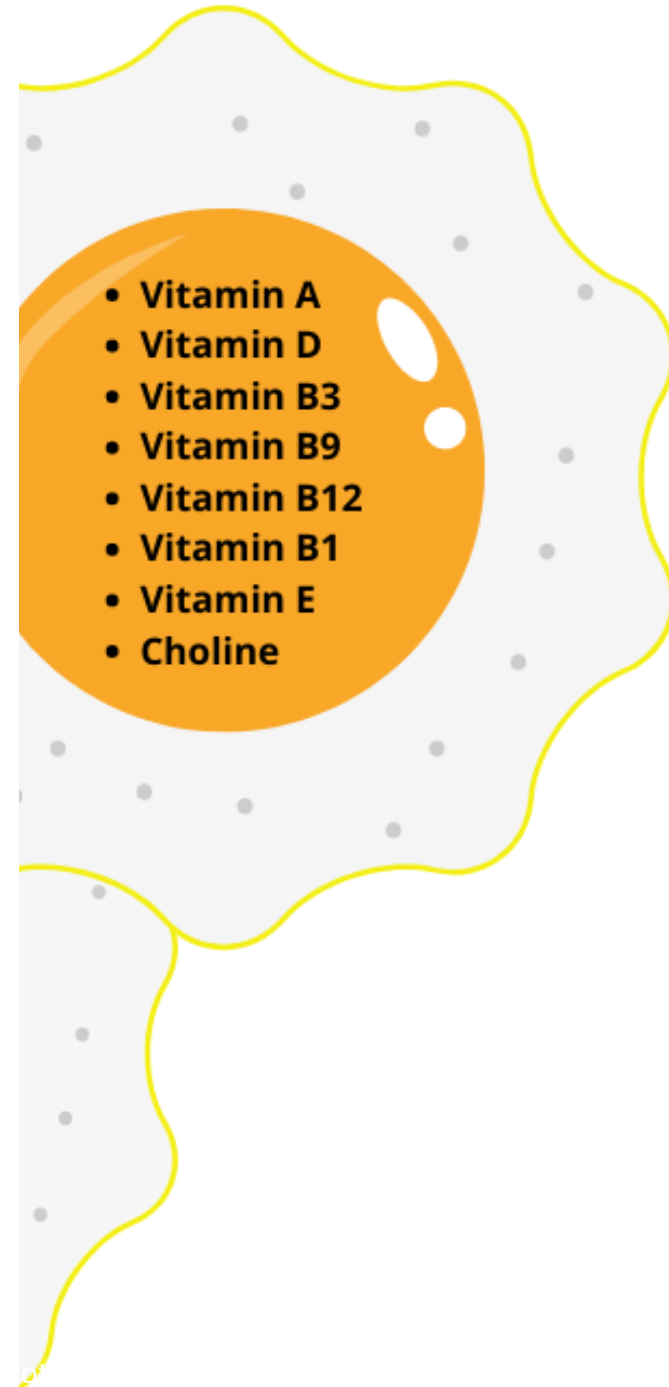 • Vitamin A
• Vitamin D
• Vitamin B3
• Vitamin B9
• Vitamin B12
• Vitamin B1
• Vitamin E
• Choline